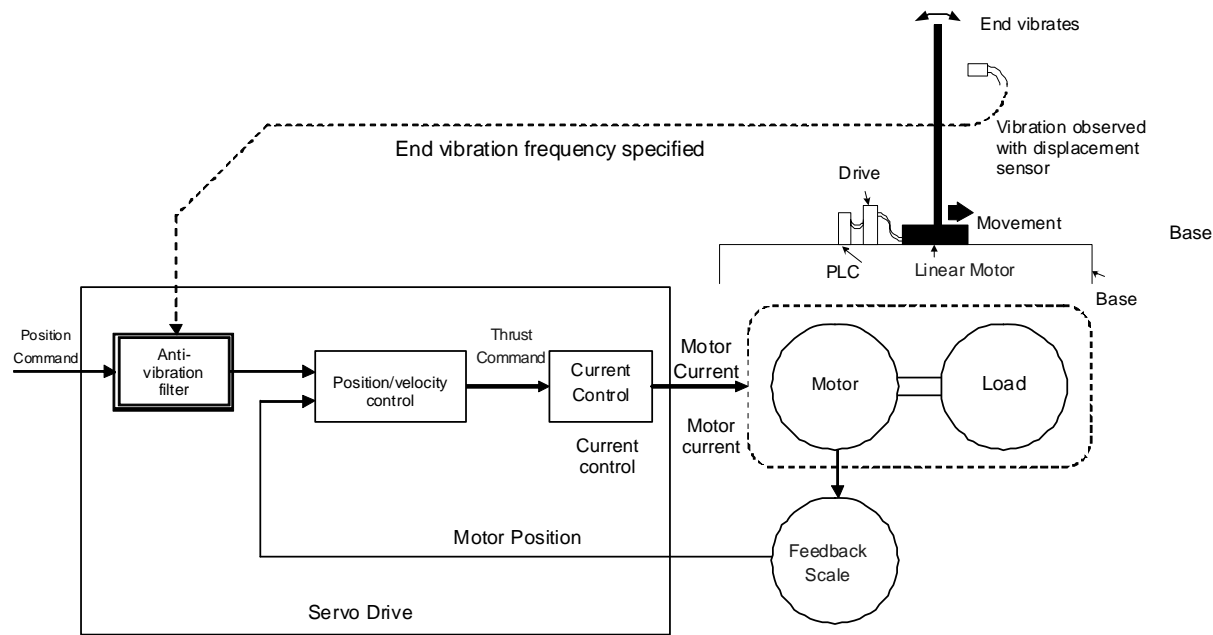 End vibrates
Vibration observed
with displacement
sensor
End vibration frequency specified
Drive
Movement
Base
PLC
Linear Motor
Base
Position
Command
Anti-
vibration
filter
Position/velocity
control
Thrust
Command
Current
Control
Current
control
Motor
Current
Motor
current
Motor
Load
Motor Position
Feedback
Scale
Servo Drive